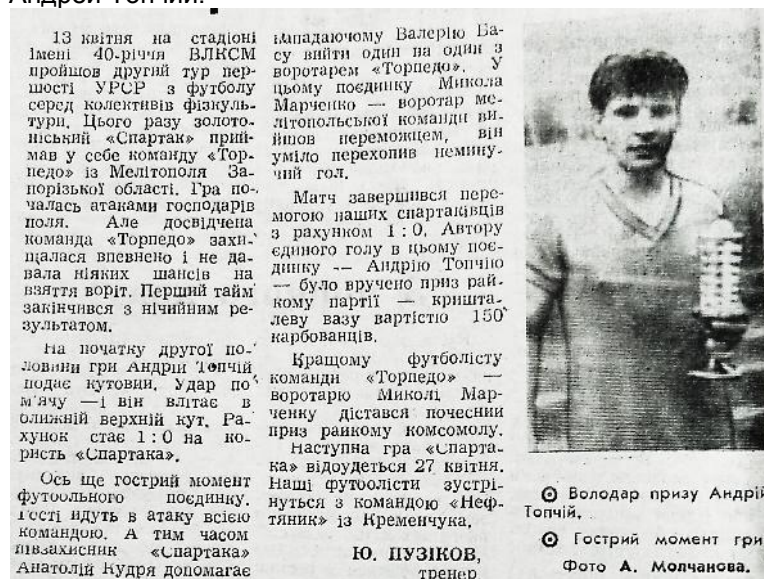 Андрей Топчий.
13 квітня на стадіоні
імені 40-річчя ВЛКСМ
пройшов другий тур пер-
шості УРСР з футболу
серед колективів фізкуль-
тури. Цього разу золото-
ніський «Спартак» прий-
мав у себе команду «Тор-
педо» із Мелітополя За-
порізької області. Гра по-
чалась атаками господарів
поля. Але досвідчена
команда «Торпедо» захи-
щалася впевнено і не да-
вала ніяких шансів на
взяття воріт. Перший тайм
закінчився з нічийним ре-
зультатом.
На початку другої по-
ловини гри Андрій Топчій
подає кутовий. Удар по
м'ячу — і він влітає в
ближній верхній кут. Ра-
хунок стає 1 : 0 на ко-
ристь «Спартака».
Ось ще гострий момент
футбольного поєдинку.
Гості йдуть в атаку всією
командою. А тим часом
півзахисник «Спартака»
Анатолій Кудря допомагає
нападаючому Валерію Ба-
су вийти один на один з
воротарем «Торпедо». У
цьому поєдинку Микола
Марченко — воротар ме-
літопольської команди ви-
йшов переможцем, він
уміло перехопив немину-
чий гол.
Матч завершився пере-
могою наших спартаківців
з рахунком 1 : 0. Автору
єдиного голу в цьому пое-
динку — Андрію Топчію
— було вручено приз рай-
кому партії — кришта-
леву вазу вартістю 150
карбованців.
Кращому футболісту
команди «Торпедо» —
воротарю Миколі Мар-
ченку дістався почесний
приз райкому комсомолу.
Наступна гра «Спарта-
ка» відбудеться 27 квітня.
Наші футболісти зустрі-
нуться з командою «Неф-
тяник» із Кременчука.
Ю. ПУЗІКОВ,
тренер
Володар призу Андрій
Топчій.
Гострий момент гри
Фото А. Молчанова.